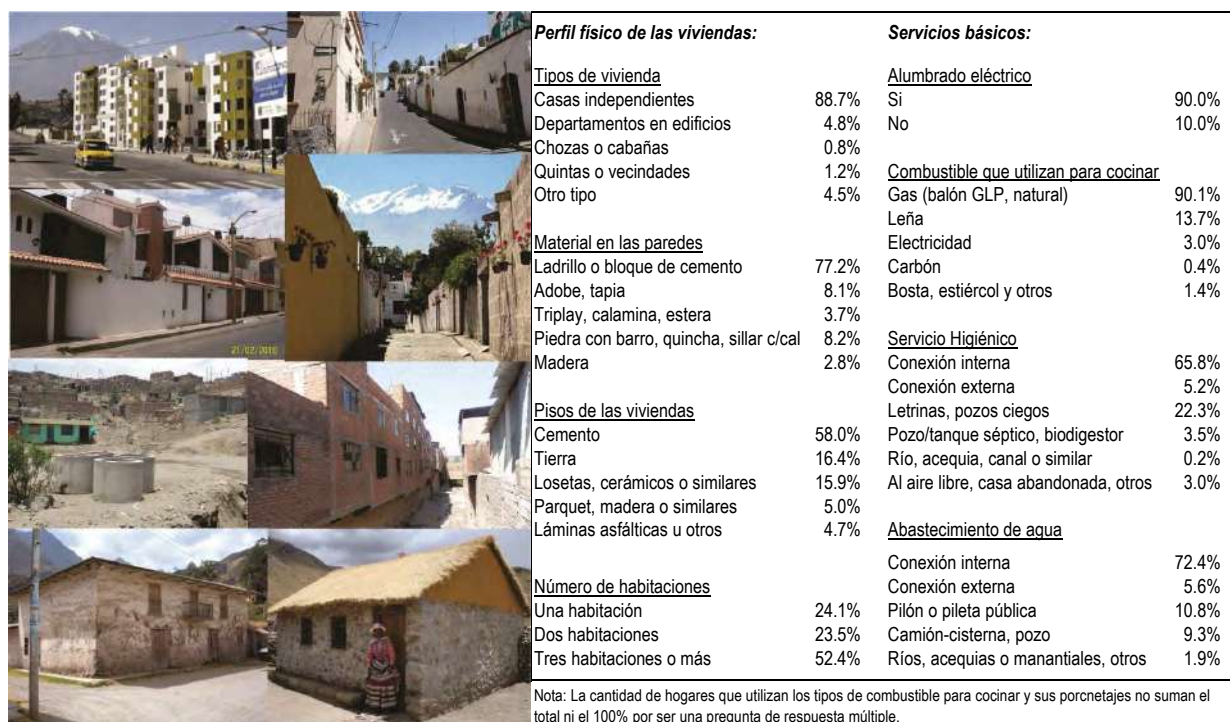 21/02/2010
Perfil físico de las viviendas:
Tipos de vivienda
Casas independientes 88.7%
Departamentos en edificios 4.8%
Chozas o cabañas 0.8%
Quintas o vecindades 1.2%
Otro tipo 4.5%
Material en las paredes
Ladrillo o bloque de cemento 77.2%
Adobe, tapia 8.1%
Triplay, calamina, estera 3.7%
Piedra con barro, quincha, sillar c/cal 8.2%
Madera 2.8%
Pisos de las viviendas
Cemento 58.0%
Tierra 16.4%
Losetas, cerámicos o similares 15.9%
Parquet, madera o similares 5.0%
Láminas asfálticas u otros 4.7%
Número de habitaciones
Una habitación 24.1%
Dos habitaciones 23.5%
Tres habitaciones o más 52.4%
Servicios básicos:
Alumbrado eléctrico
Si 90.0%
No 10.0%
Combustible que utilizan para cocinar
Gas (balón GLP, natural) 90.1%
Leña 13.7%
Electricidad 3.0%
Carbón 0.4%
Bosta, estiércol y otros 1.4%
Servicio Higiénico
Conexión interna 65.8%
Conexión externa 5.2%
Letrinas, pozos ciegos 22.3%
Pozo/tanque séptico, biodigestor 3.5%
Río, acequia, canal o similar 0.2%
Al aire libre, casa abandonada, otros 3.0%
Abastecimiento de agua
Conexión interna 72.4%
Conexión externa 5.6%
Pilón o pileta pública 10.8%
Camión-cisterna, pozo 9.3%
Ríos, acequias o manantiales, otros 1.9%
Nota: La cantidad de hogares que utilizan los tipos de combustible para cocinar y sus porcnetajes no suman el
total ni el 100% por ser una pregunta de respuesta múltiple.